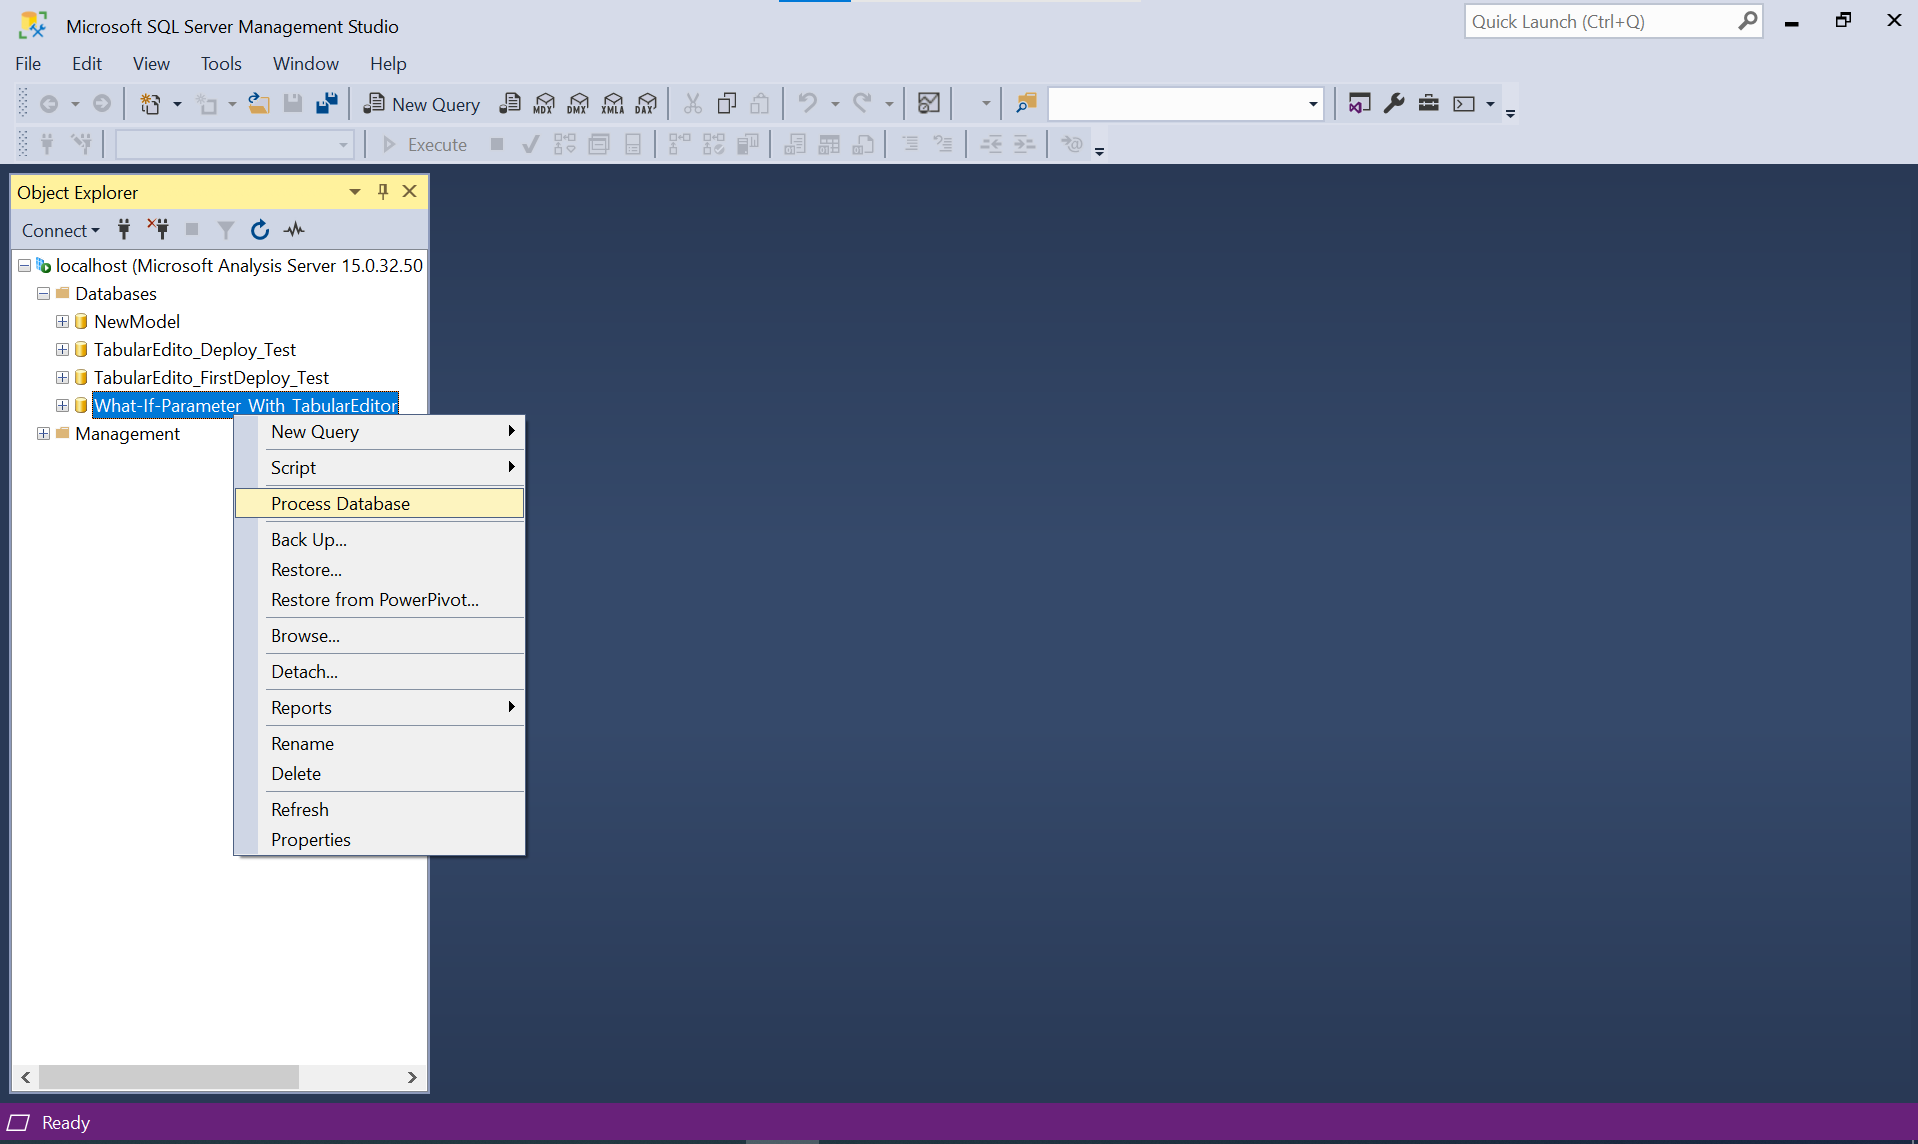 Microsoft SQL Server Management Studio
Quick Launch (Ctrl+Q)
File Edit View Tools Window Help
New Query MDX DMX XMLA DAX
Execute
Object Explorer
Connect
localhost (Microsoft Analysis Server 15.0.32.50
Databases
NewModel
TabularEdito_Deploy_Test
TabularEdito_FirstDeploy_Test
What-If-Parameter With TabularEditor
Management
New Query
Script
Process Database
Back Up...
Restore...
Restore from PowerPivot...
Browse...
Detach...
Reports
Rename
Delete
Refresh
Properties
Ready